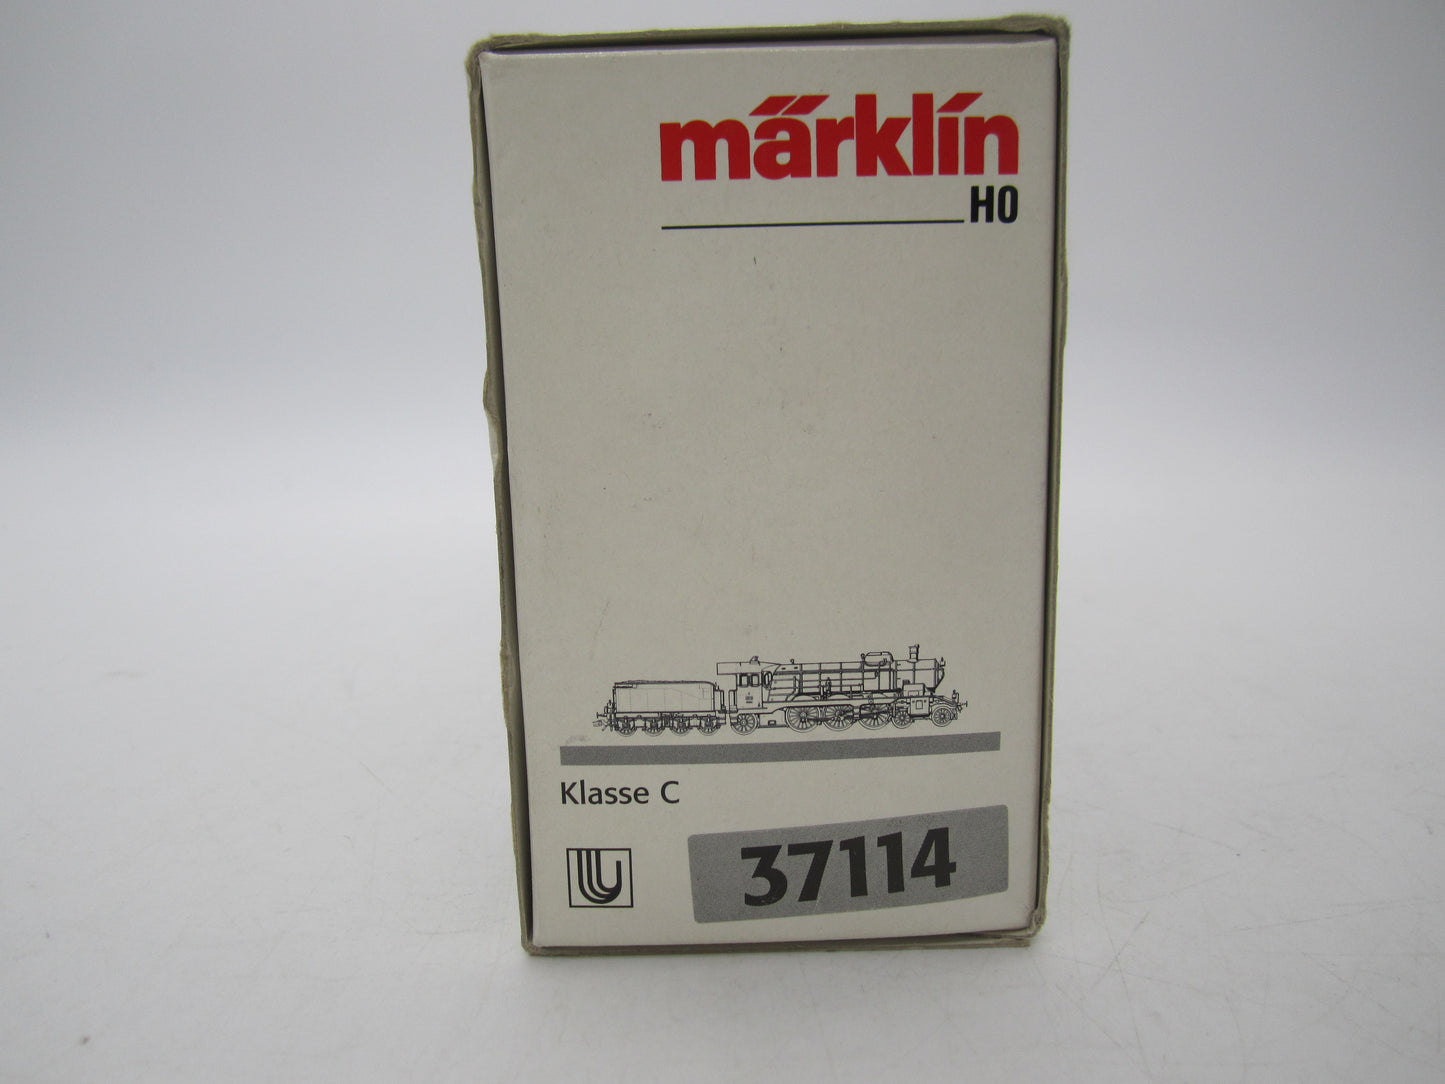 märklin
H0
Klasse C
37114